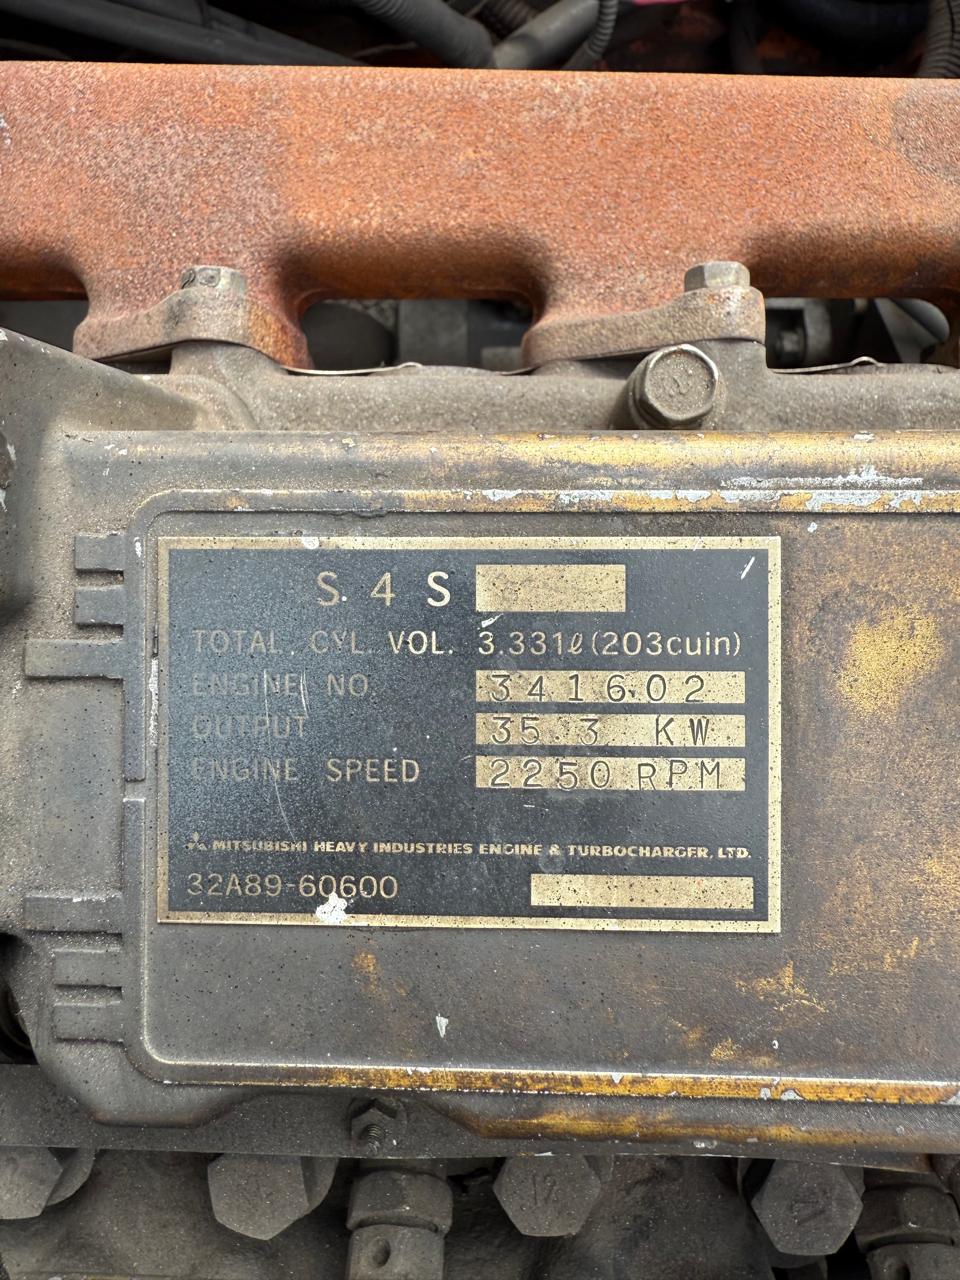 S 4 S
TOTAL CYL. VOL. 3.331ℓ(203cuin)
ENGINE NO. 341602
OUTPUT 35.3 KW
ENGINE SPEED 2250 RPM
MITSUBISHI HEAVY INDUSTRIES ENGINE & TURBOCHARGER, LTD.
32A89-60600